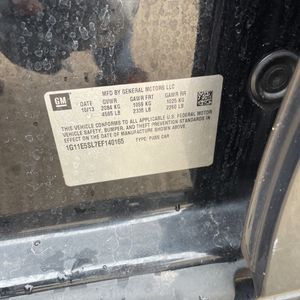 GM
MFD BY GENERAL MOTORS LLC
DATE GVWR GAWR FRT GAWR RR
10/13 2084 KG 1059 KG 1025 KG
4595 LB 2335 LB 2260 LB
THIS VEHICLE CONFORMS TO ALL APPLICABLE U.S. FEDERAL MOTOR
VEHICLE SAFETY, BUMPER, AND THEFT PREVENTION STANDARDS IN
EFFECT ON THE DATE OF MANUFACTURE SHOWN ABOVE.
1G11E5SL7EF140165
TYPE: PASS CAR